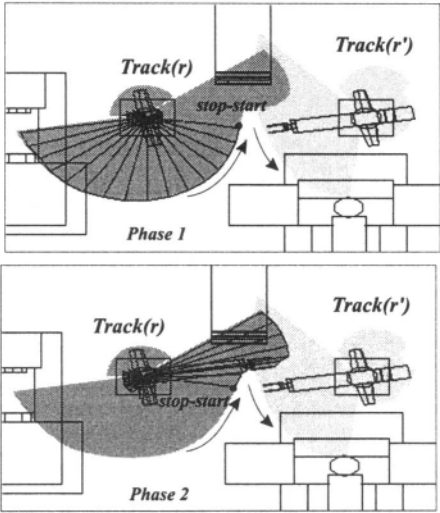 Track(r')
Track(r)
stop-start
Phase 1
Track(r')
Track(r)
stop-start
Phase 2